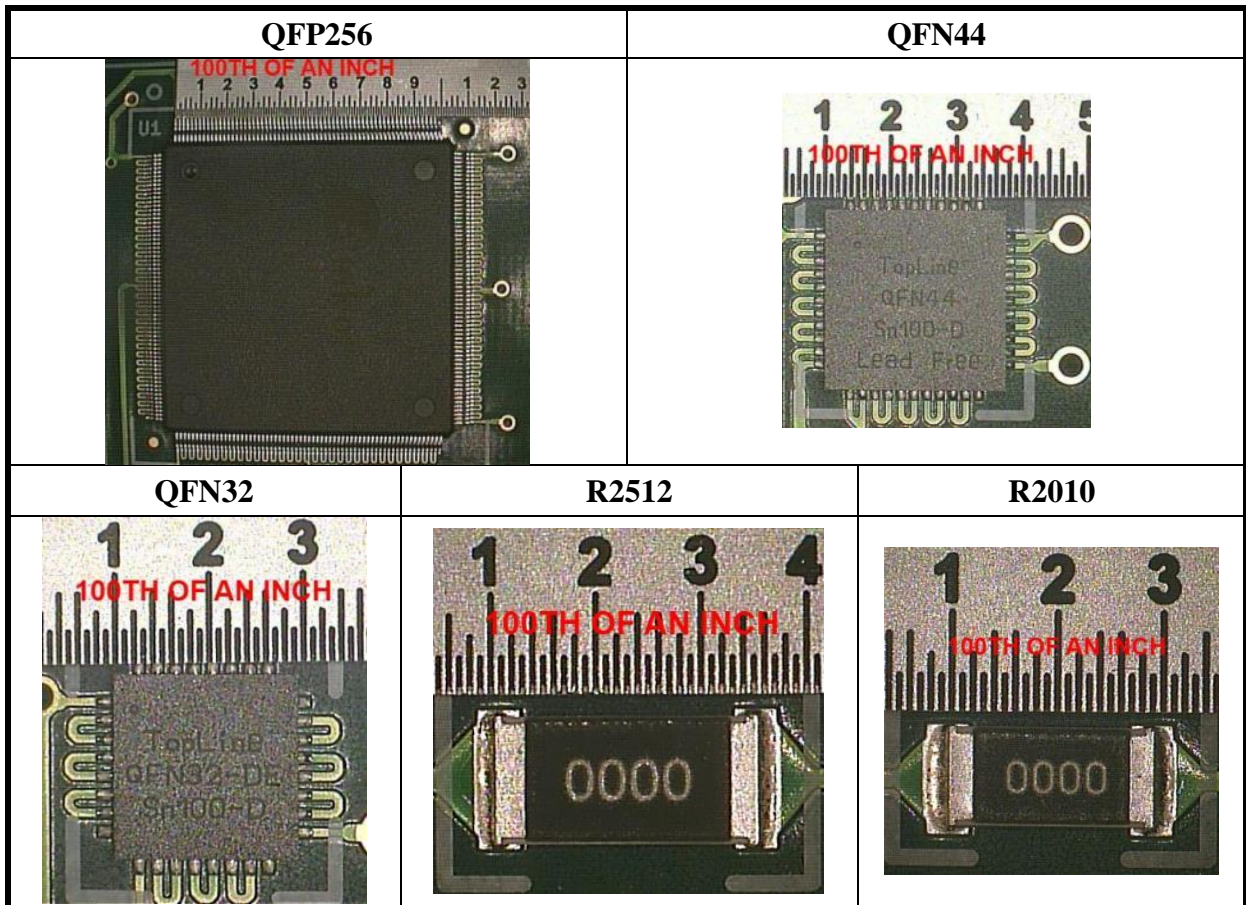 QFP256
QFN44
100TH OF AN INCH
1 2 3 4 5 6 7 8 9 1 2 3
U1
1 2 3 4 5
100TH OF AN INCH
TopLine
QFN44
Sn100-D
Lead Free
QFN32
R2512
R2010
1 2 3
100TH OF AN INCH
TopLine
QFN32-DE
Sn100-D
1 2 3 4
100TH OF AN INCH
0000
1 2 3
100TH OF AN INCH
0000